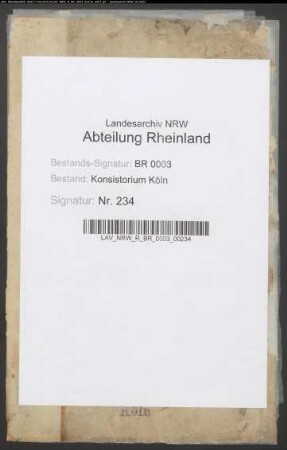 Landesarchiv NRW
Abteilung Rheinland
Bestands-Signatur: BR 0003
Bestand: Konsistorium Köln
Signatur: Nr. 234
LAV_NRW_R_BR_0003_00234
Köln